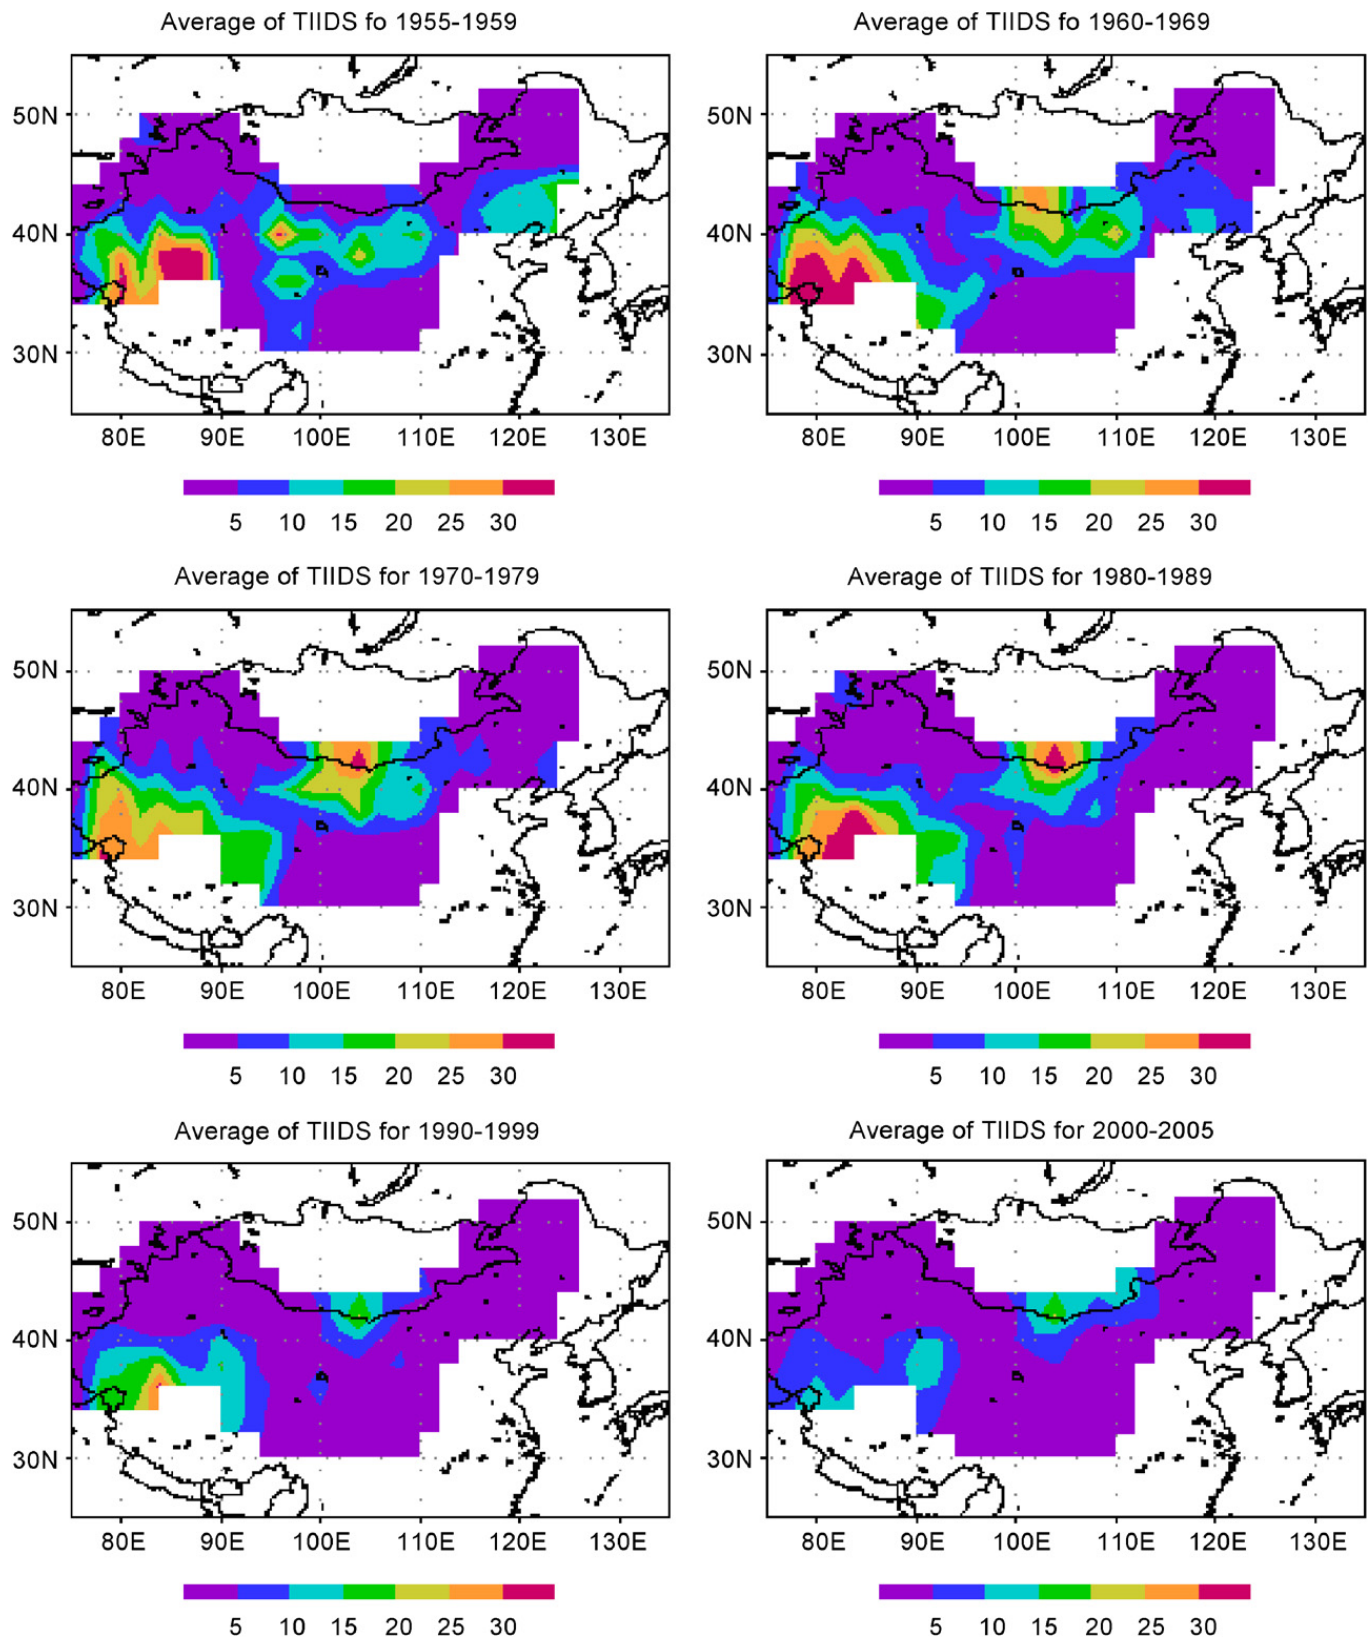 Average of TIIDS fo 1955-1959
50N
40N
30N
80E 90E 100E 110E 120E 130E
5 10 15 20 25 30
Average of TIIDS fo 1960-1969
50N
40N
30N
80E 90E 100E 110E 120E 130E
5 10 15 20 25 30
Average of TIIDS for 1970-1979
50N
40N
30N
80E 90E 100E 110E 120E 130E
5 10 15 20 25 30
Average of TIIDS for 1980-1989
50N
40N
30N
80E 90E 100E 110E 120E 130E
5 10 15 20 25 30
Average of TIIDS for 1990-1999
50N
40N
30N
80E 90E 100E 110E 120E 130E
5 10 15 20 25 30
Average of TIIDS for 2000-2005
50N
40N
30N
80E 90E 100E 110E 120E 130E
5 10 15 20 25 30